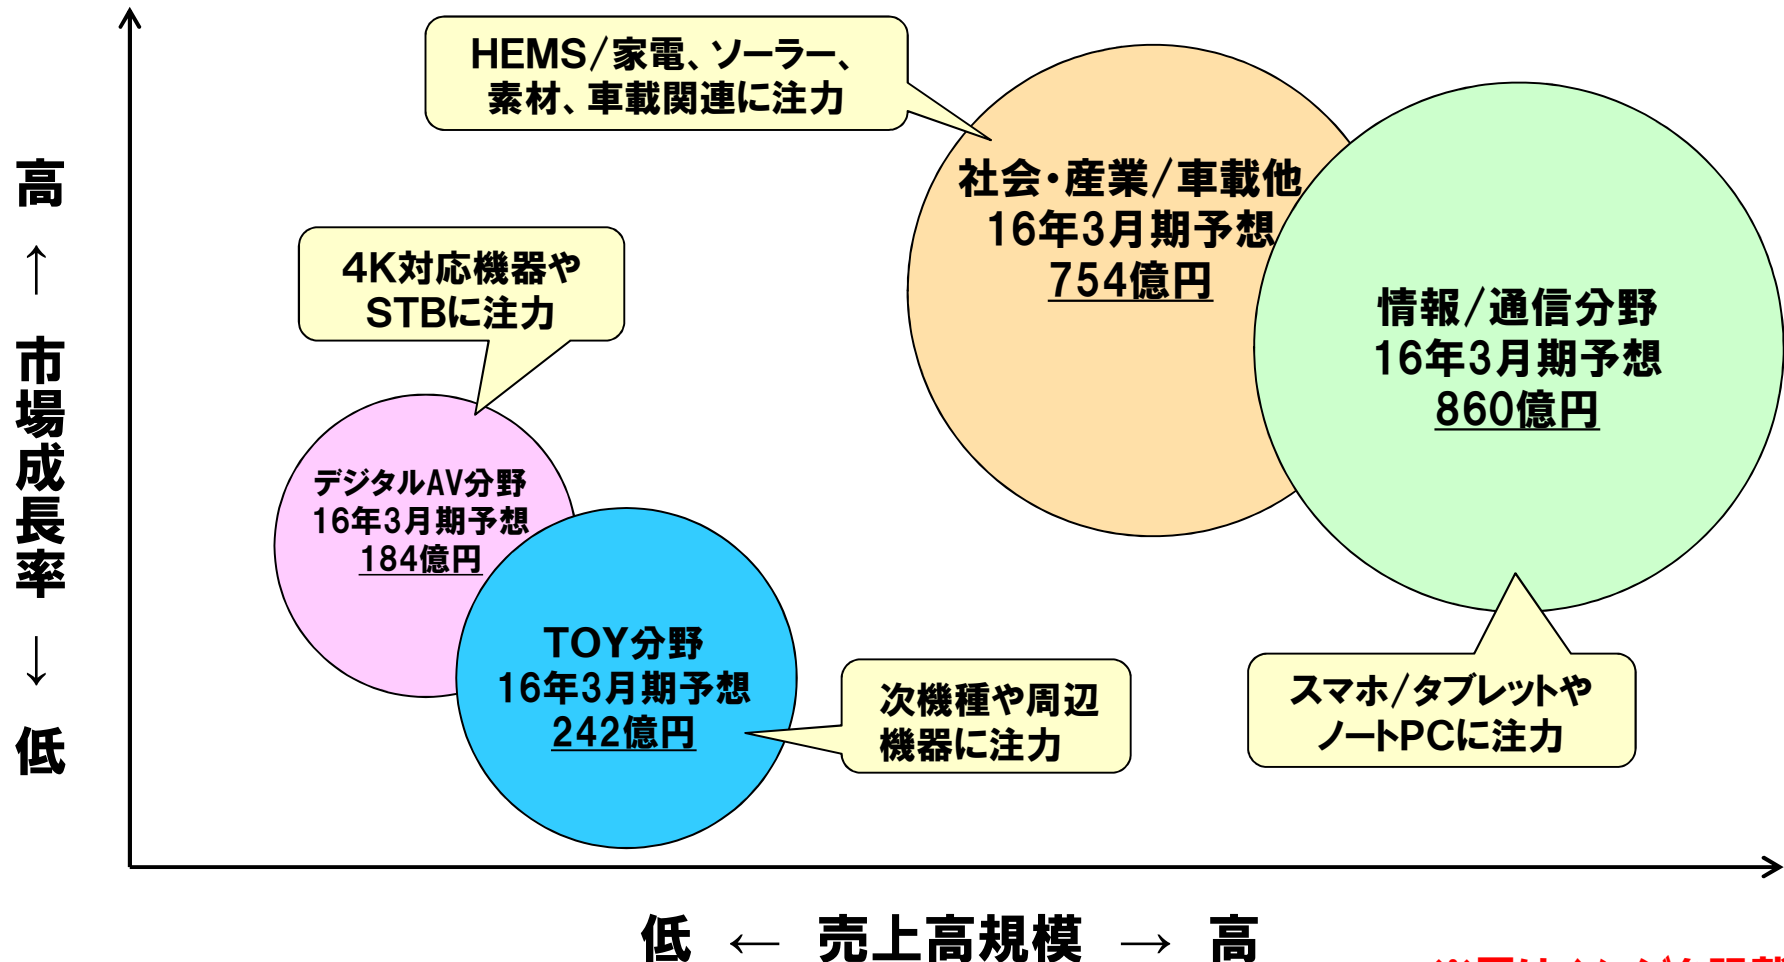 HEMS/家電、ソーラー、
素材、車載関連に注力
社会・産業/車載他
16年3月期予想
754億円
情報/通信分野
16年3月期予想
860億円
4K対応機器や
STBに注力
デジタルAV分野
16年3月期予想
184億円
TOY分野
16年3月期予想
242億円
次機種や周辺
機器に注力
スマホ/タブレットや
ノートPCに注力
高 ↑ 市場成長率 ↓ 低
低 ← 売上高規模 → 高